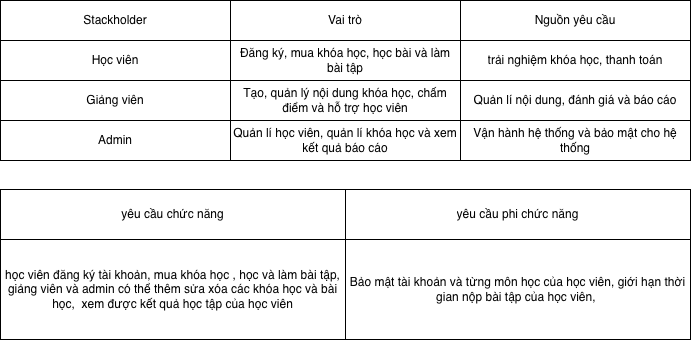 Stackholder
Vai trò
Nguồn yêu cầu
Học viên
Đăng ký, mua khóa học, học bài và làm
bài tập
trải nghiệm khóa học, thanh toán
Giảng viên
Tạo, quản lý nội dung khóa học, chấm
điểm và hỗ trợ học viên
Quản lí nội dung, đánh giá và báo cáo
Admin
Quản lí học viên, quản lí khóa học và xem
kết quả báo cáo
Vận hành hệ thống và bảo mật cho hệ
thống
yêu cầu chức năng
yêu cầu phi chức năng
học viên đăng ký tài khoản, mua khóa học , học và làm bài tập,
giảng viên và admin có thể thêm sửa xóa các khóa học và bài
học, xem được kết quả học tập của học viên
Bảo mật tài khoản và từng môn học của học viên, giới hạn thời
gian nộp bài tập của học viên,